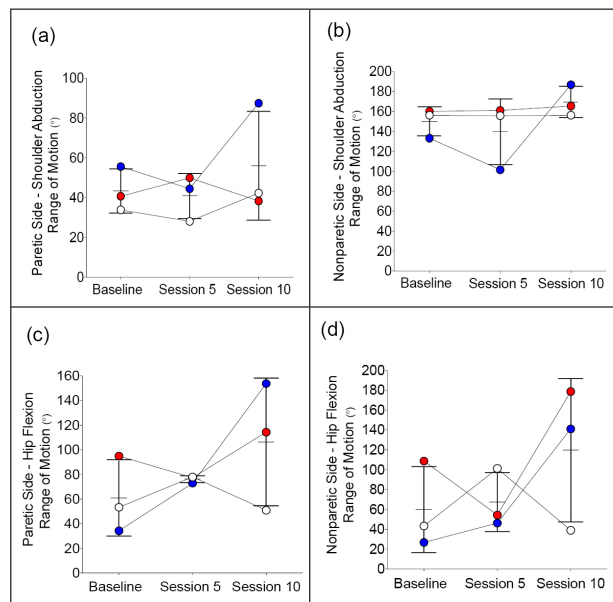 (a)
Paretic Side - Shoulder Abduction
Range of Motion (°)
100
80
60
40
20
0
Baseline Session 5 Session 10
(b)
Nonparetic Side - Shoulder Abduction
Range of Motion (°)
200
180
160
140
120
100
80
60
40
20
0
Baseline Session 5 Session 10
(c)
Paretic Side - Hip Flexion
Range of Motion (°)
160
140
120
100
80
60
40
20
0
Baseline Session 5 Session 10
(d)
Nonparetic Side - Hip Flexion
Range of Motion (°)
200
180
160
140
120
100
80
60
40
20
0
Baseline Session 5 Session 10